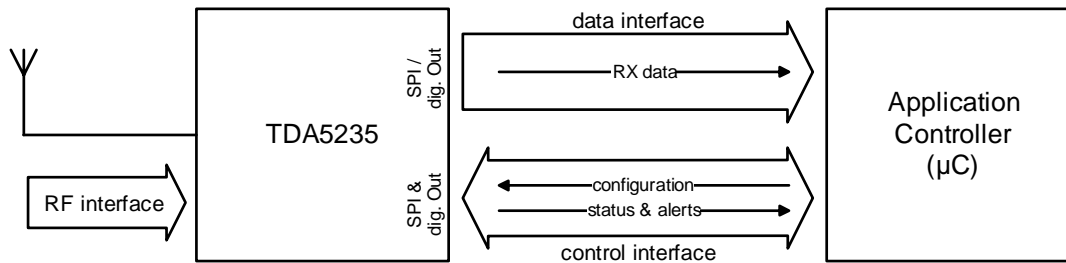 data interface
SPI /
dig. Out
RX data
TDA5235
Application
Controller
(µC)
RF interface
SPI &
dig. Out
configuration
status & alerts
control interface